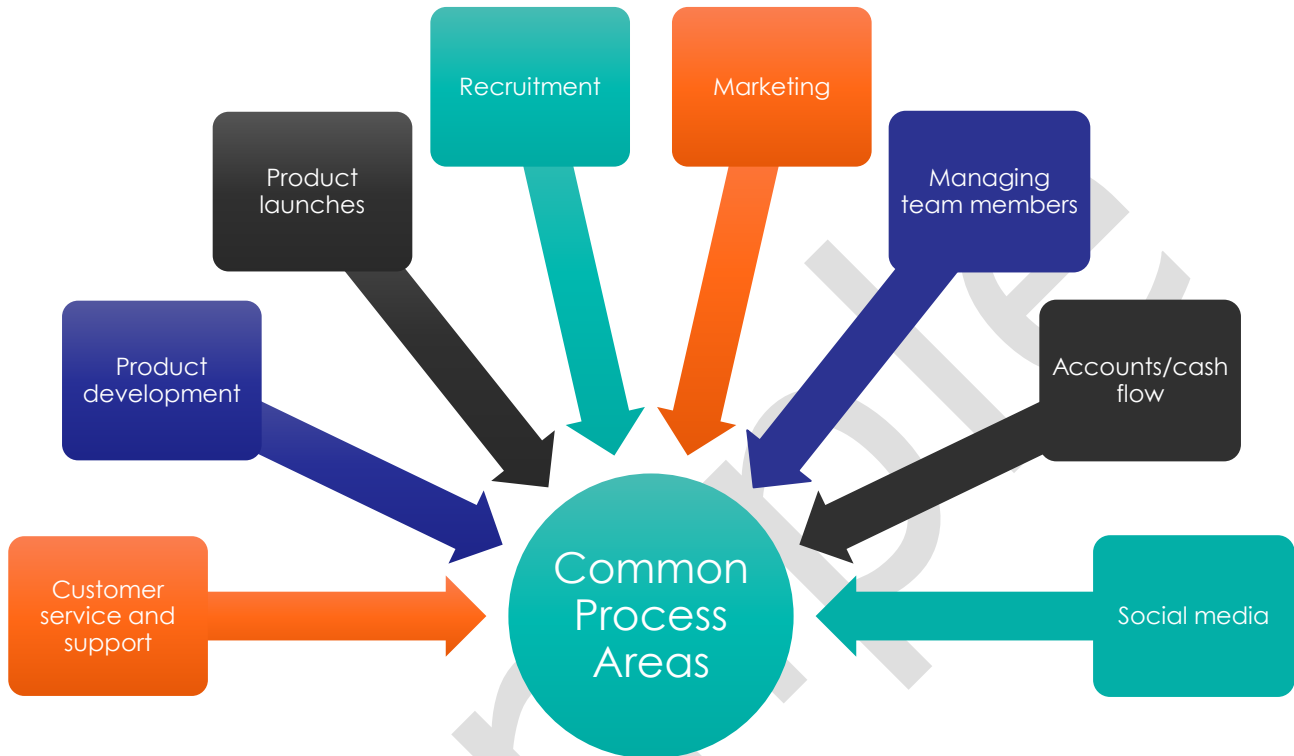 Recruitment
Marketing
Product
launches
Managing
team members
Product
development
Accounts/cash
flow
Customer
service and
support
Common
Process
Areas
Social media